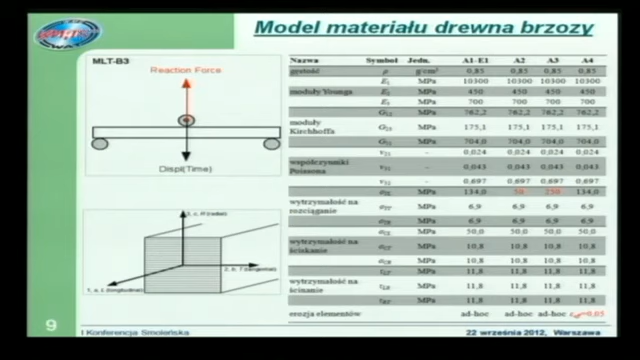 Model materiału drewna brzozy
MLT-B3
Reaction Force
Displ(Time)
Nazwa Symbol Jedn. A1-E1 A2 A3 A4
gęstość ρ g/cm³ 0,85 0,85 0,85 0,85
MPa 10300 10300 10300 10300
moduły Younga MPa 450 450 450 450
MPa 700 700 700 700
MPa 762,2 762,2 762,2 762,2
moduły Kirchhoffa MPa 175,1 175,1 175,1 175,1
MPa 704,0 704,0 704,0 704,0
- 0,024 0,024 0,024 0,024
współczynniki Poissona - 0,043 0,043 0,043 0,043
- 0,697 0,697 0,697 0,697
MPa 134,0 50 250 134,0
wytrzymałość na rozciąganie MPa 6,9 6,9 6,9 6,9
MPa 6,9 6,9 6,9 6,9
MPa 50,0 50,0 50,0 50,0
wytrzymałość na ściskanie MPa 10,8 10,8 10,8 10,8
MPa 10,8 10,8 10,8 10,8
MPa 11,8 11,8 11,8 11,8
wytrzymałość na ścinanie MPa 11,8 11,8 11,8 11,8
MPa 11,8 11,8 11,8 11,8
erozja elementów ad-hoc ad-hoc ad-hoc =0,05
9
I Konferencja Smoleńska
22 września 2012, Warszawa